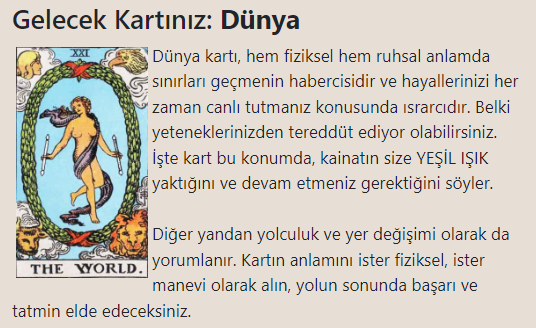 Gelecek Kartınız: Dünya
XXI
THE WORLD.
Dünya kartı, hem fiziksel hem ruhsal anlamda
sınırları geçmenin habercisidir ve hayallerinizi her
zaman canlı tutmanız konusunda ısrarcıdır. Belki
yeteneklerinizden tereddüt ediyor olabilirsiniz.
İşte kart bu konumda, kainatın size YEŞİL IŞIK
yaktığını ve devam etmeniz gerektiğini söyler.
Diğer yandan yolculuk ve yer değişimi olarak da
yorumlanır. Kartın anlamını ister fiziksel, ister
manevi olarak alın, yolun sonunda başarı ve
tatmin elde edeceksiniz.